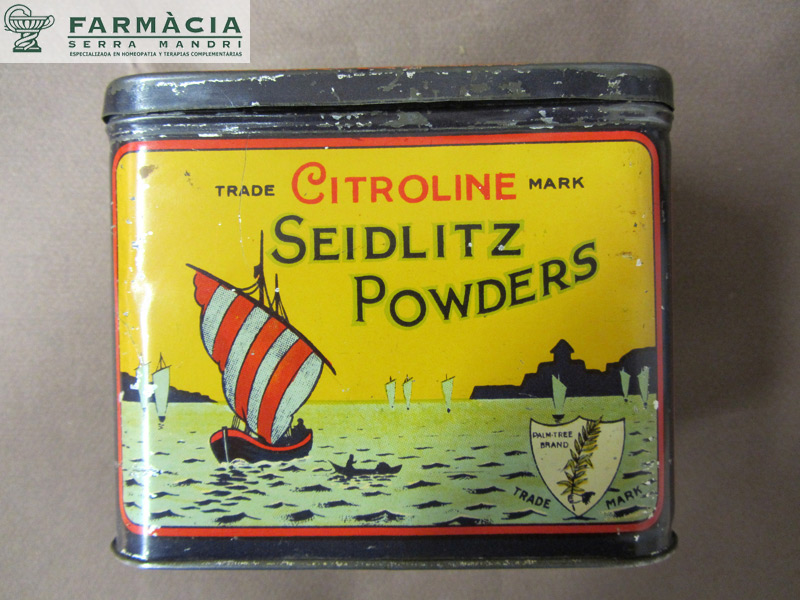 FARMÀCIA
SERRA MANDRI
ESPECIALIZADA EN HOMEOPATIA Y TERAPIAS COMPLEMENTARIAS
TRADE CITROLINE MARK
SEIDLITZ
POWDERS
PALM-TREE
BRAND
TRADE MARK